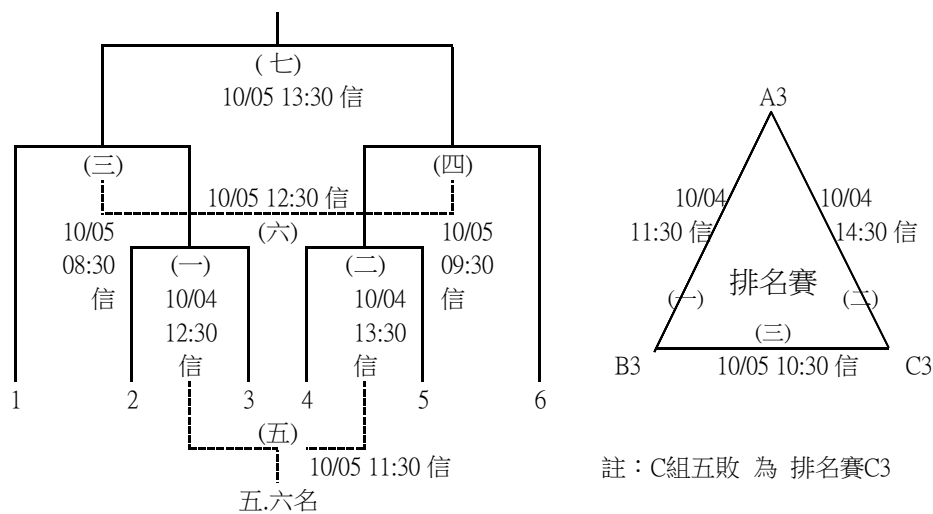 (七)
10/05 13:30 信
(三)
(四)
10/05 12:30 信
(六)
10/05
08:30
信
10/05
09:30
信
(一)
10/04
12:30
信
(二)
10/04
13:30
信
1
2
3
4
5
6
(五)
10/05 11:30 信
五.六名
A3
10/04
11:30 信
10/04
14:30 信
排名賽
(一)
(二)
(三)
B3
10/05 10:30 信
C3
註：C組五敗 為 排名賽C3